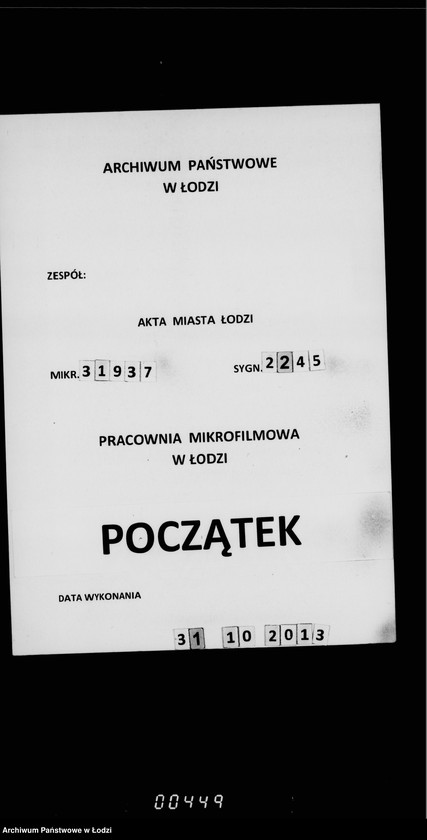 ARCHIWUM PAŃSTWOWE
W ŁODZI
ZESPÓŁ:
AKTA MIASTA ŁODZI
MIKR. 31937 SYGN. 2245
PRACOWNIA MIKROFILMOWA
W ŁODZI
POCZĄTEK
DATA WYKONANIA
31 10 2013
00449
Archiwum Państwowe w Łodzi